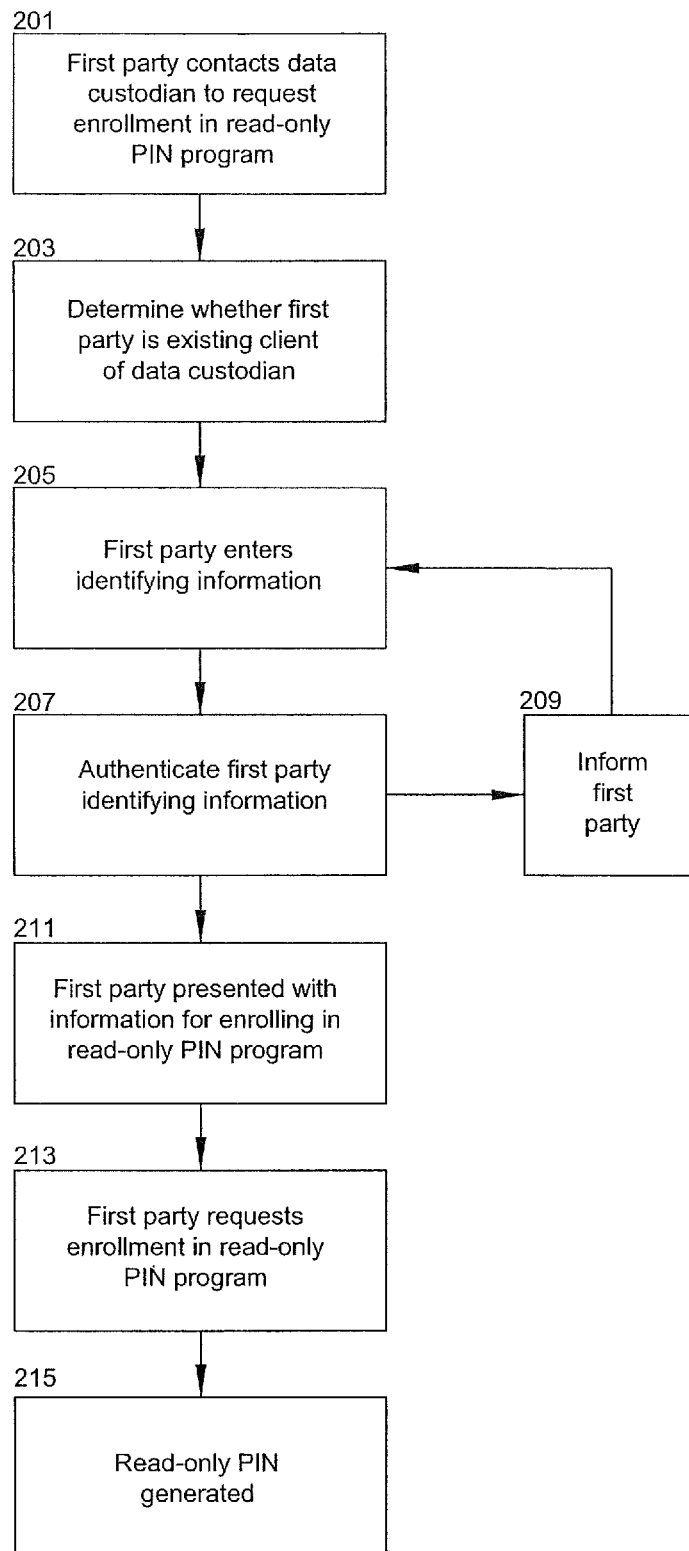 201
First party contacts data
custodian to request
enrollment in read-only
PIN program
203
Determine whether first
party is existing client
of data custodian
205
First party enters
identifying information
207
Authenticate first party
identifying information
209
Inform
first
party
211
First party presented with
information for enrolling in
read-only PIN program
213
First party requests
enrollment in read-only
PIN program
215
Read-only PIN
generated